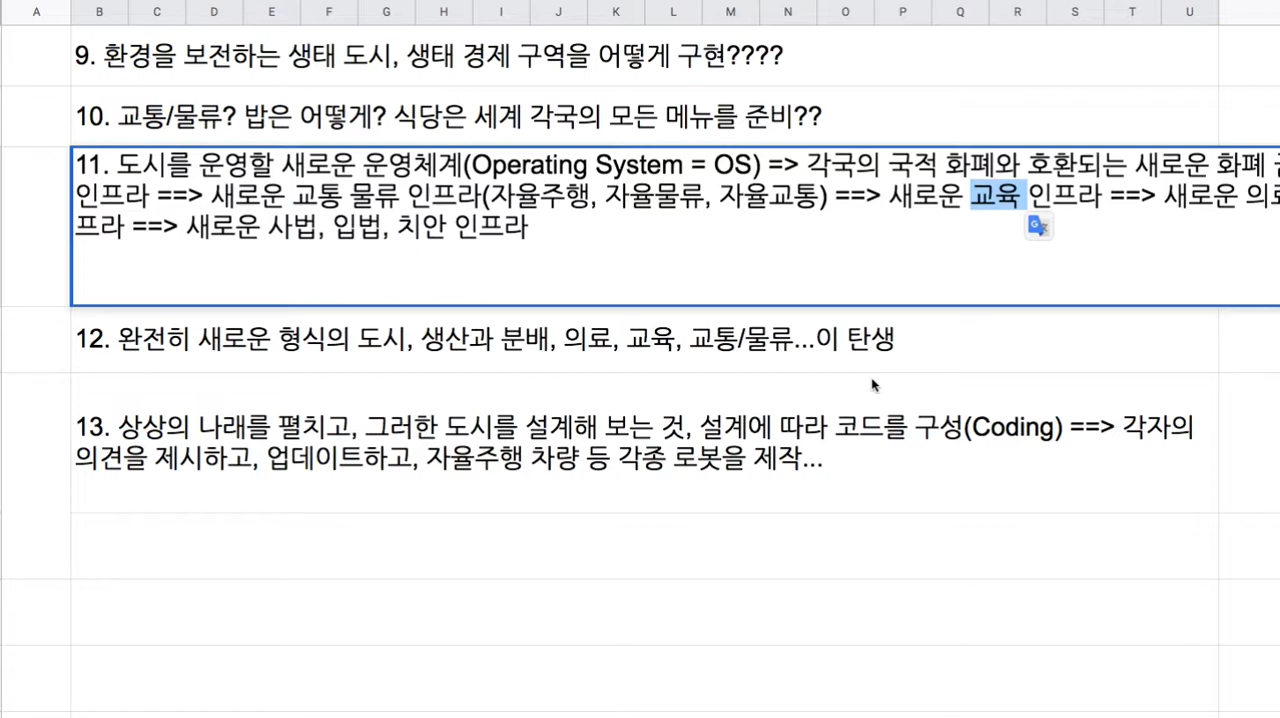 A B C D E F G H I J K L M N O P Q R S T U
9. 환경을 보전하는 생태 도시, 생태 경제 구역을 어떻게 구현????
10. 교통/물류? 밥은 어떻게? 식당은 세계 각국의 모든 메뉴를 준비??
11. 도시를 운영할 새로운 운영체계(Operating System = OS) => 각국의 국적 화폐와 호환되는 새로운 화폐
인프라 ==> 새로운 교통 물류 인프라(자율주행, 자율물류, 자율교통) ==> 새로운 교육 인프라 ==> 새로운
프라 ==> 새로운 사법, 입법, 치안 인프라
12. 완전히 새로운 형식의 도시, 생산과 분배, 의료, 교육, 교통/물류...이 탄생
13. 상상의 나래를 펼치고, 그러한 도시를 설계해 보는 것, 설계에 따라 코드를 구성(Coding) ==> 각자의
의견을 제시하고, 업데이트하고, 자율주행 차량 등 각종 로봇을 제작...